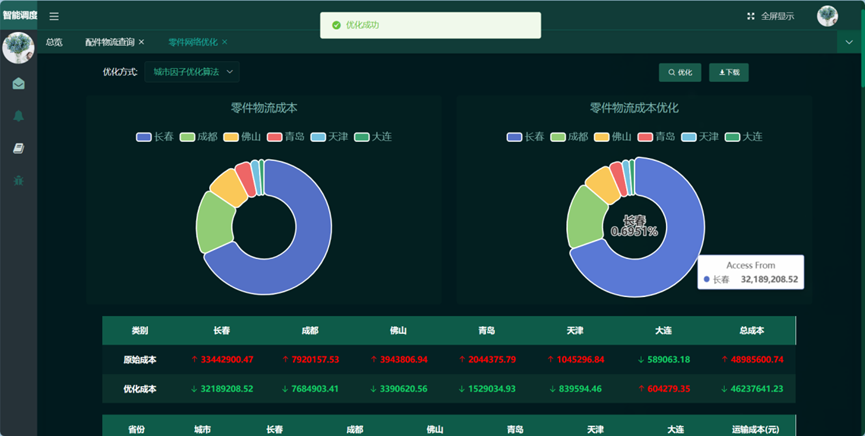 智能调度
优化成功
全屏显示
总览 配件物流查询 × 零件网络优化 ×
优化方式: 城市因子优化算法 优化 下载
零件物流成本
长春 成都 佛山 青岛 天津 大连
零件物流成本优化
长春 成都 佛山 青岛 天津 大连
长春
0.6951%
Access From
长春 32,189,208.52
类别 长春 成都 佛山 青岛 天津 大连 总成本
原始成本 ↑ 33442900.47 ↑ 7920157.53 ↑ 3943806.94 ↑ 2044375.79 ↑ 1045296.84 ↓ 589063.18 ↑ 48985600.74
优化成本 ↓ 32189208.52 ↓ 7684903.41 ↓ 3390620.56 ↓ 1529034.93 ↓ 839594.46 ↑ 604279.35 ↓ 46237641.23
省份 城市 长春 成都 佛山 青岛 天津 大连 运输成本(元)